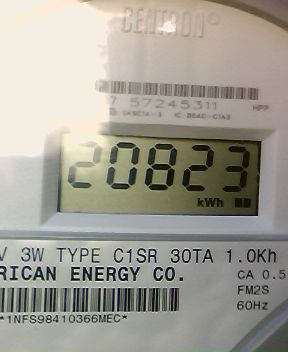 CENTRON®
7 57245311 HPP
20823
kWh
V 3W TYPE C1SR 30TA 1.0Kh
RICAN ENERGY CO. CA 0.5
FM2S
*1NFS98410366MEC* 60Hz